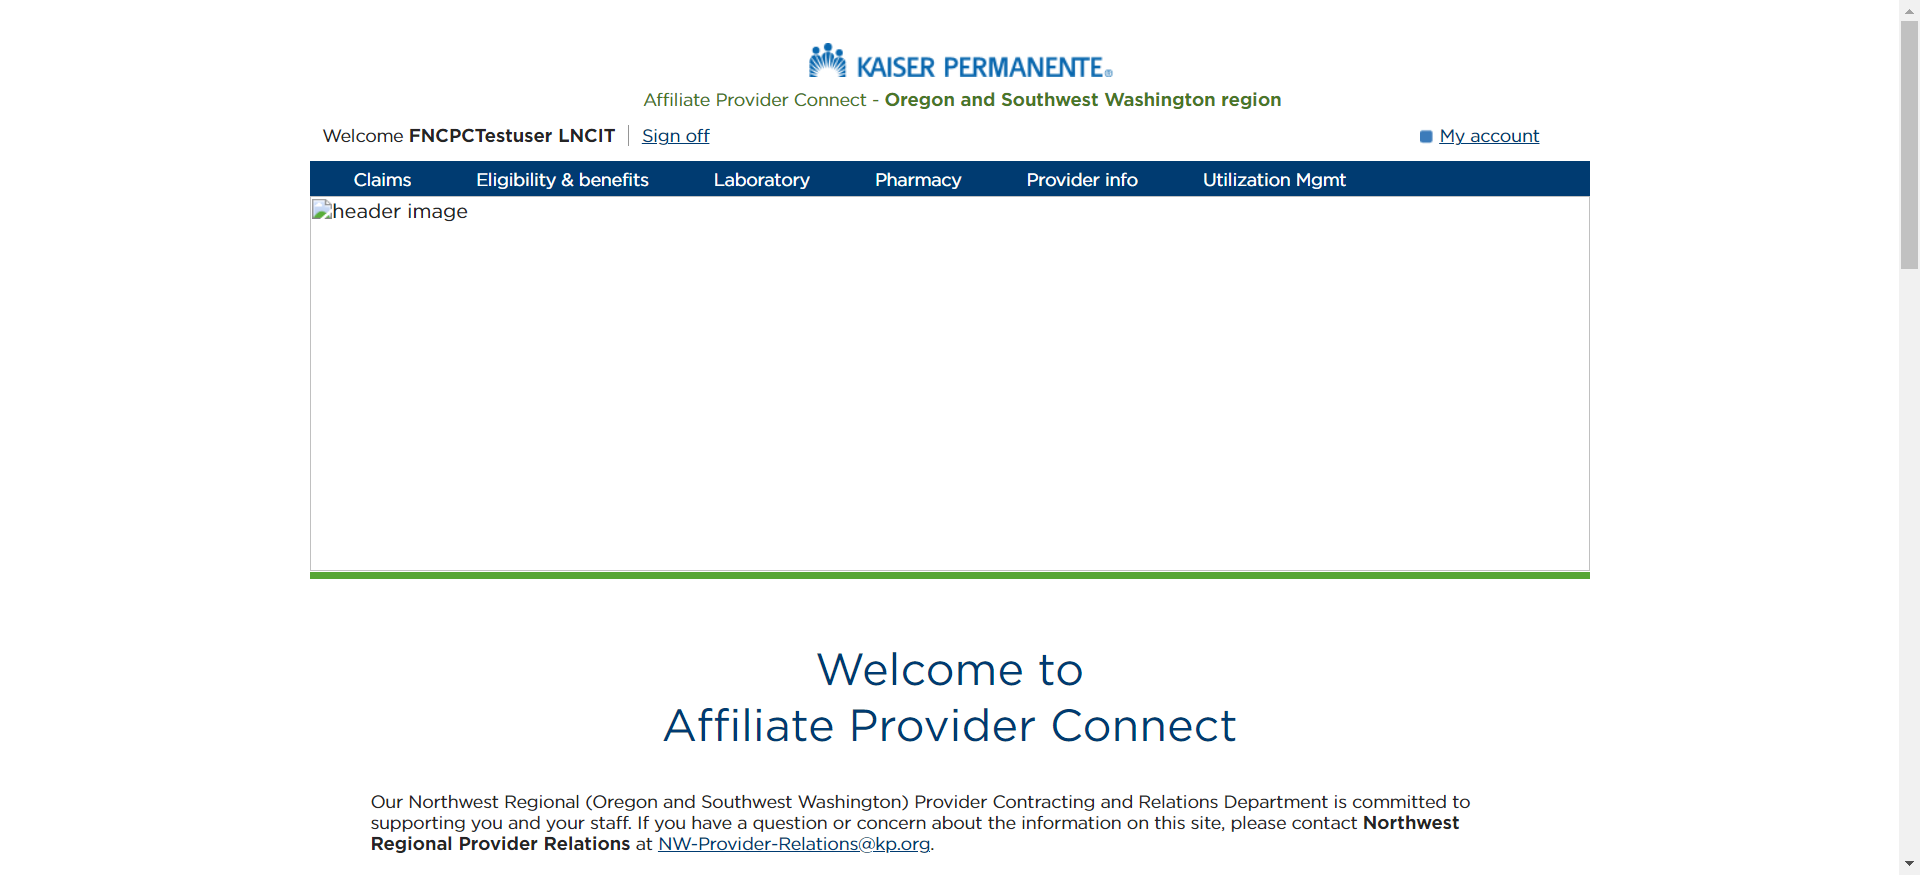 KAISER PERMANENTE®
Affiliate Provider Connect - Oregon and Southwest Washington region
Welcome FNCPCTestuser LNCIT Sign off My account
Claims Eligibility & benefits Laboratory Pharmacy Provider info Utilization Mgmt
header image
Welcome to
Affiliate Provider Connect
Our Northwest Regional (Oregon and Southwest Washington) Provider Contracting and Relations Department is committed to
supporting you and your staff. If you have a question or concern about the information on this site, please contact Northwest
Regional Provider Relations at NW-Provider-Relations@kp.org.